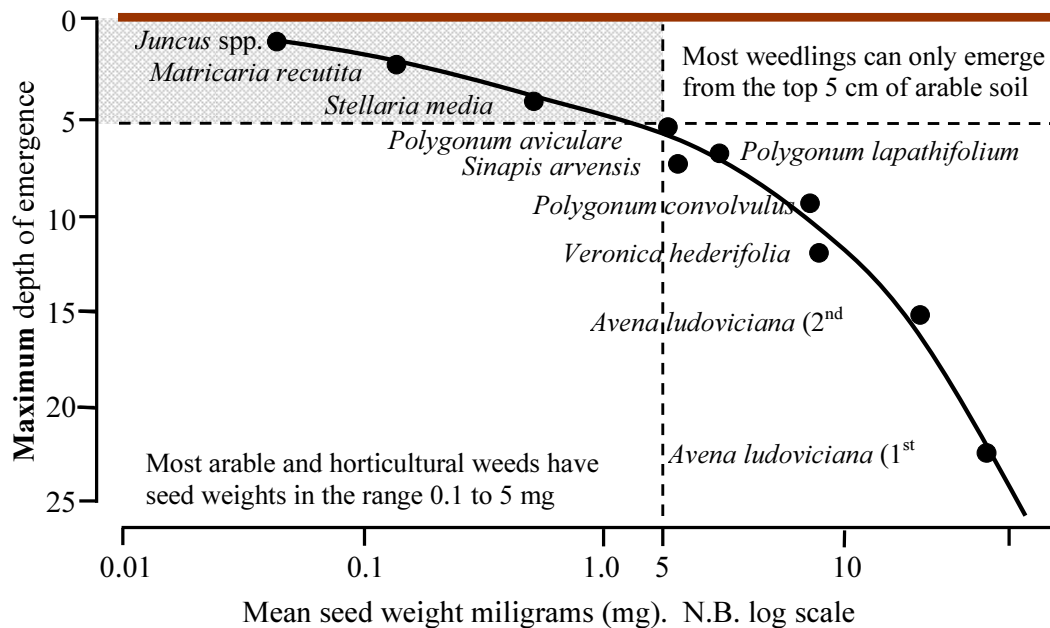 0
5
10
15
20
25
Maximum depth of emergence
Juncus spp.
Matricaria recutita
Stellaria media
Most weedlings can only emerge
from the top 5 cm of arable soil
Polygonum aviculare
Polygonum lapathifolium
Sinapis arvensis
Polygonum convolvulus
Veronica hederifolia
Avena ludoviciana (2nd
Avena ludoviciana (1st
Most arable and horticultural weeds have
seed weights in the range 0.1 to 5 mg
0.01 0.1 1.0 5 10
Mean seed weight miligrams (mg). N.B. log scale